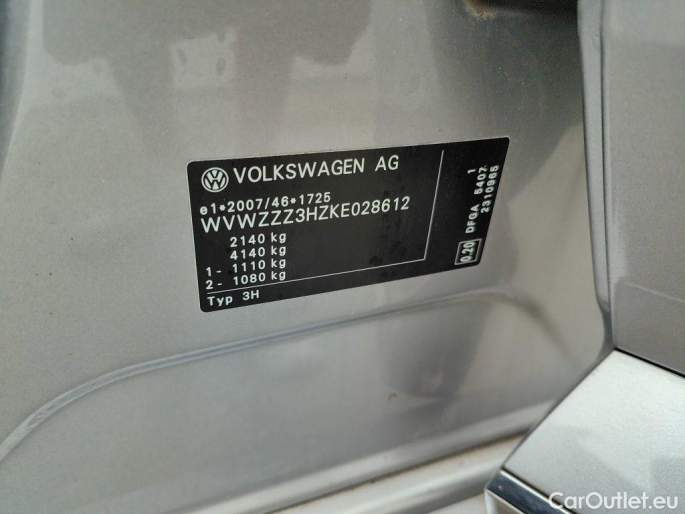 VOLKSWAGEN AG
e1*2007/46*1725
WVWZZZ3HZKE028612
2140 kg
4140 kg
1- 1110 kg
2- 1080 kg
Typ 3H
0.20
DFGA 5407 1
2310965
CarOutlet.eu